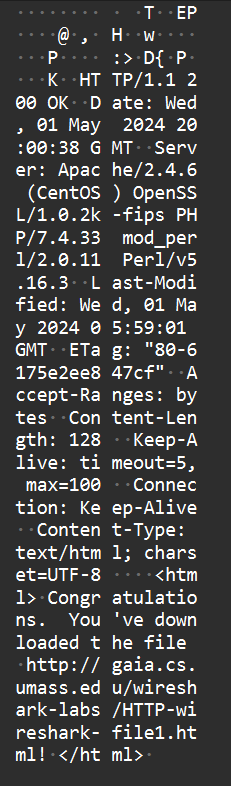 ········ ··T·EP
···@·,· H··w····
···P···· ·:>·D{·P·
··K··HT TP/1.1 2
00 OK··D ate: Wed
, 01 May  2024 20
:00:38 G MT··Serv
er: Apac he/2.4.6
 (CentOS ) OpenSS
L/1.0.2k -fips PH
P/7.4.33  mod_per
l/2.0.11  Perl/v5
.16.3··L ast-Modi
fied: We d, 01 Ma
y 2024 0 5:59:01 
GMT··ETa g: "80-6
175e2ee8 47cf"··A
ccept-Ra nges: by
tes··Con tent-Len
gth: 128 ··Keep-A
live: ti meout=5,
 max=100 ··Connec
tion: Ke ep-Alive
··Conten t-Type: 
text/htm l; chars
et=UTF-8 ····<htm
l>·Congr atulatio
ns.  You 've down
loaded t he file·
·http:// gaia.cs.
umass.ed u/wiresh
ark-labs /HTTP-wi
reshark- file1.ht
ml!·</ht ml>·